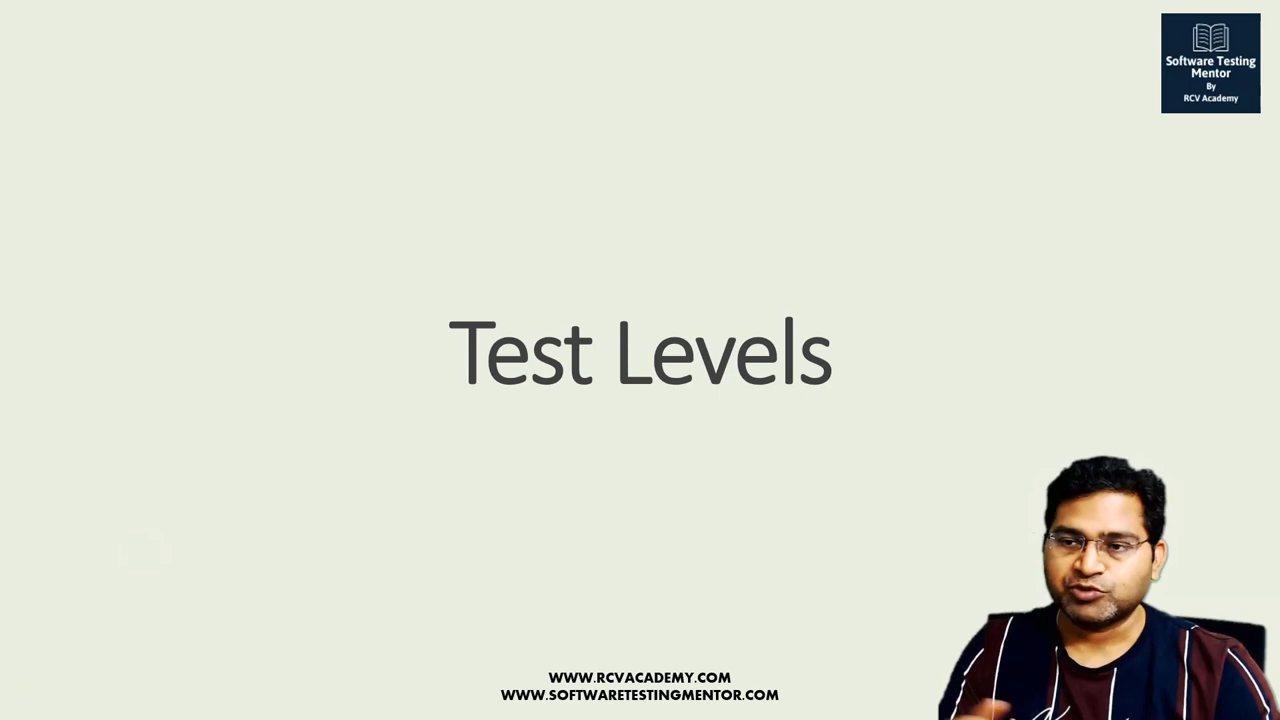 Software Testing
Mentor
By
RCV Academy
Test Levels
WWW.RCVACADEMY.COM
WWW.SOFTWARETESTINGMENTOR.COM